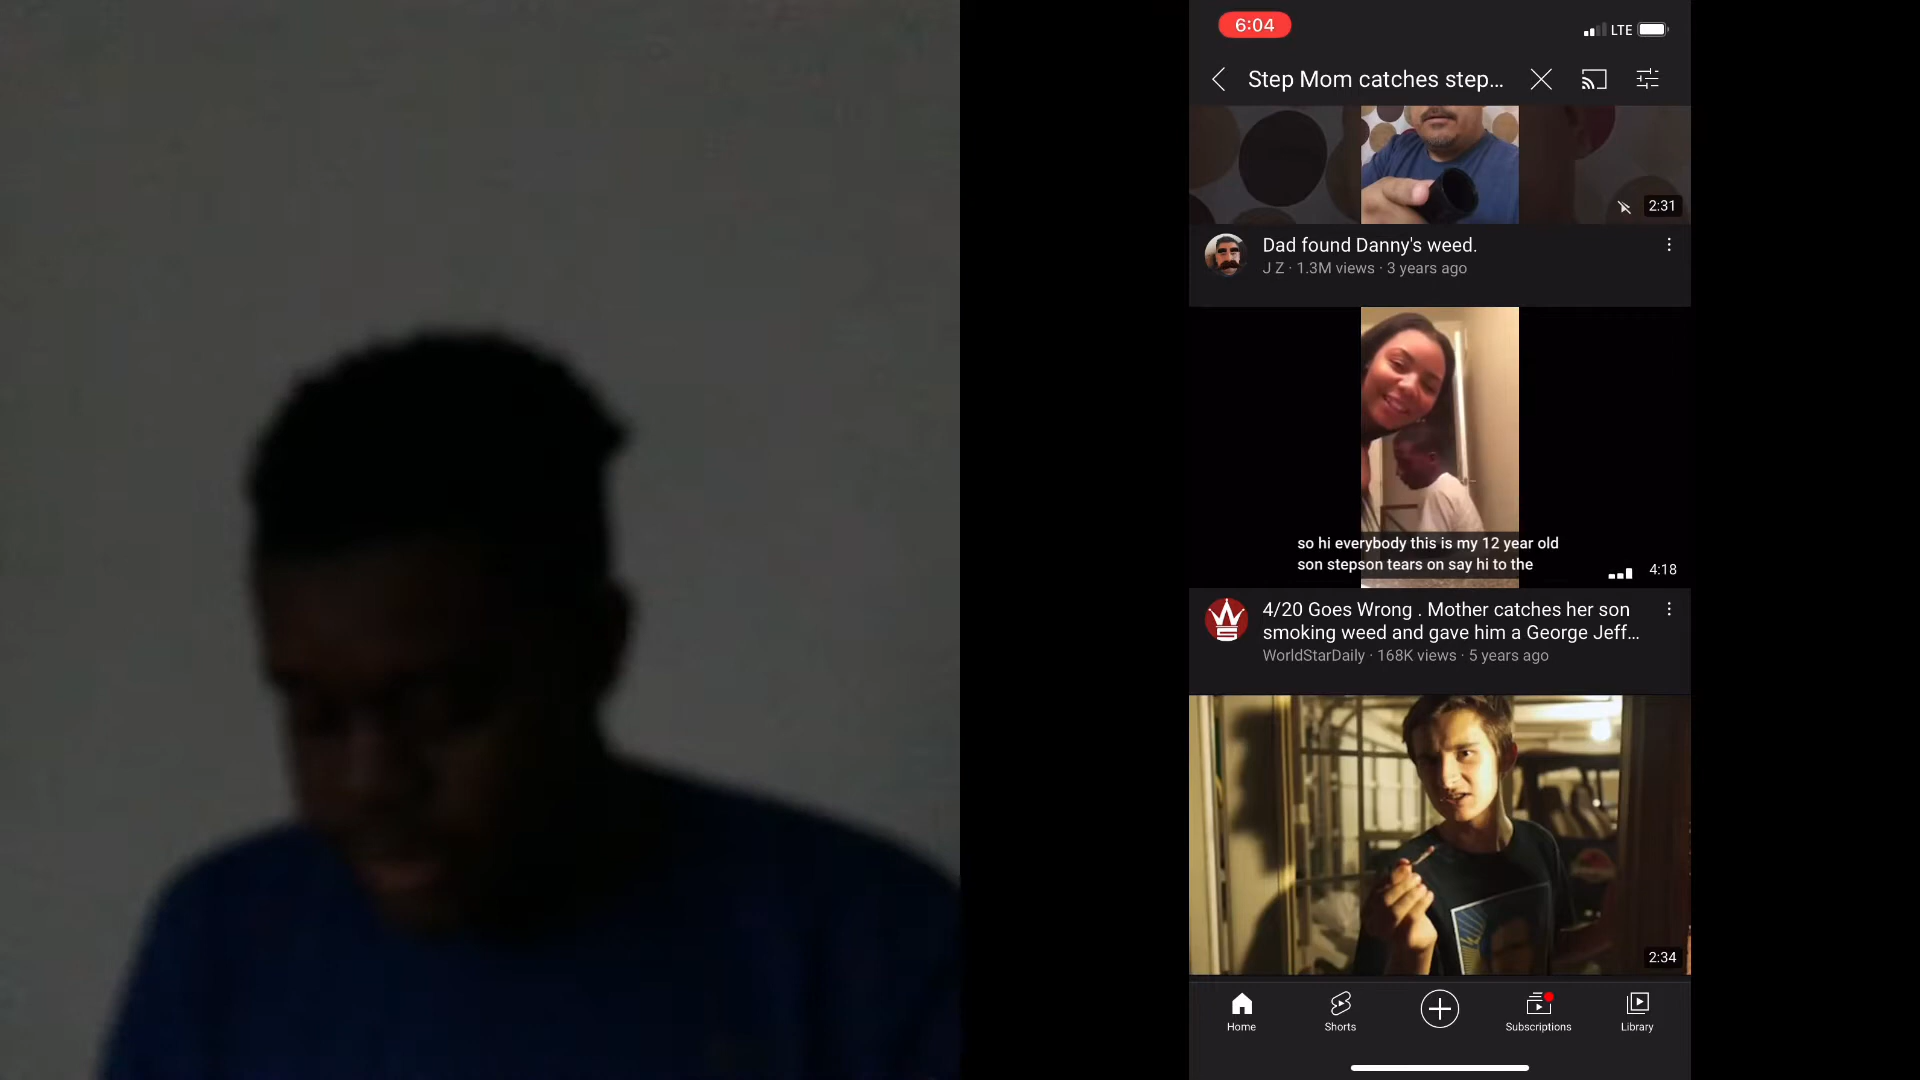 6:04
LTE
Step Mom catches step...
2:31
Dad found Danny's weed.
J Z · 1.3M views · 3 years ago
so hi everybody this is my 12 year old
son stepson tears on say hi to the
4:18
4/20 Goes Wrong . Mother catches her son
smoking weed and gave him a George Jeff...
WorldStarDaily · 168K views · 5 years ago
2:34
Home
Shorts
Subscriptions
Library